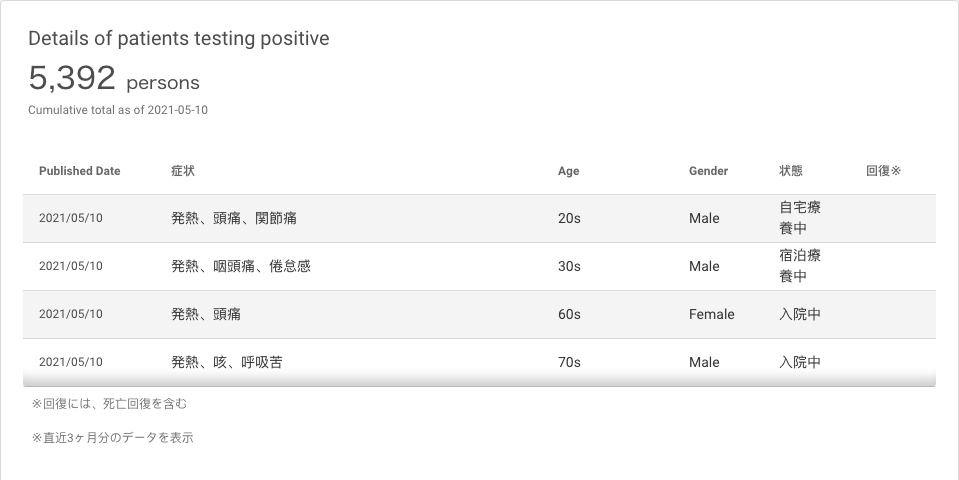 Details of patients testing positive
5,392 persons
Cumulative total as of 2021-05-10
Published Date 症状 Age Gender 状態 回復※
2021/05/10 発熱、頭痛、関節痛 20s Male 自宅療
養中
2021/05/10 発熱、咽頭痛、倦怠感 30s Male 宿泊療
養中
2021/05/10 発熱、頭痛 60s Female 入院中
2021/05/10 発熱、咳、呼吸苦 70s Male 入院中
※回復には、死亡回復を含む
※直近3ヶ月分のデータを表示